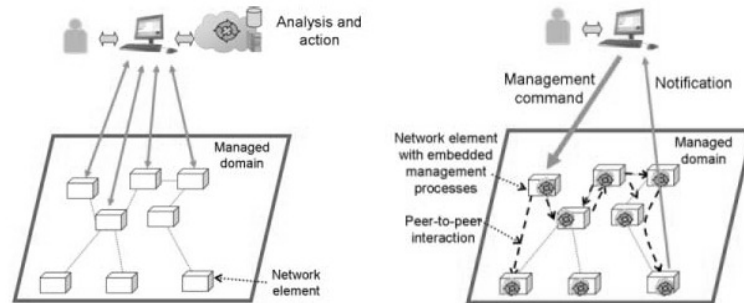 Analysis and
action
Managed
domain
Network
element
Management
command
Notification
Network element
with embedded
management
processes
Managed
domain
Peer-to-peer
interaction